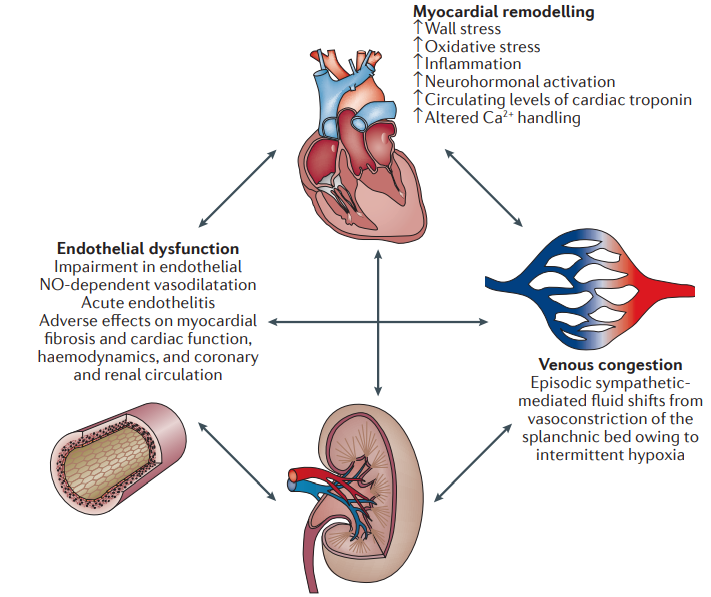 Myocardial remodelling
↑Wall stress
↑Oxidative stress
↑Inflammation
↑Neurohormonal activation
↑Circulating levels of cardiac troponin
↑Altered Ca²⁺ handling
Endothelial dysfunction
Impairment in endothelial
NO-dependent vasodilatation
Acute endothelitis
Adverse effects on myocardial
fibrosis and cardiac function,
haemodynamics, and coronary
and renal circulation
Venous congestion
Episodic sympathetic-
mediated fluid shifts from
vasoconstriction of the
splanchnic bed owing to
intermittent hypoxia